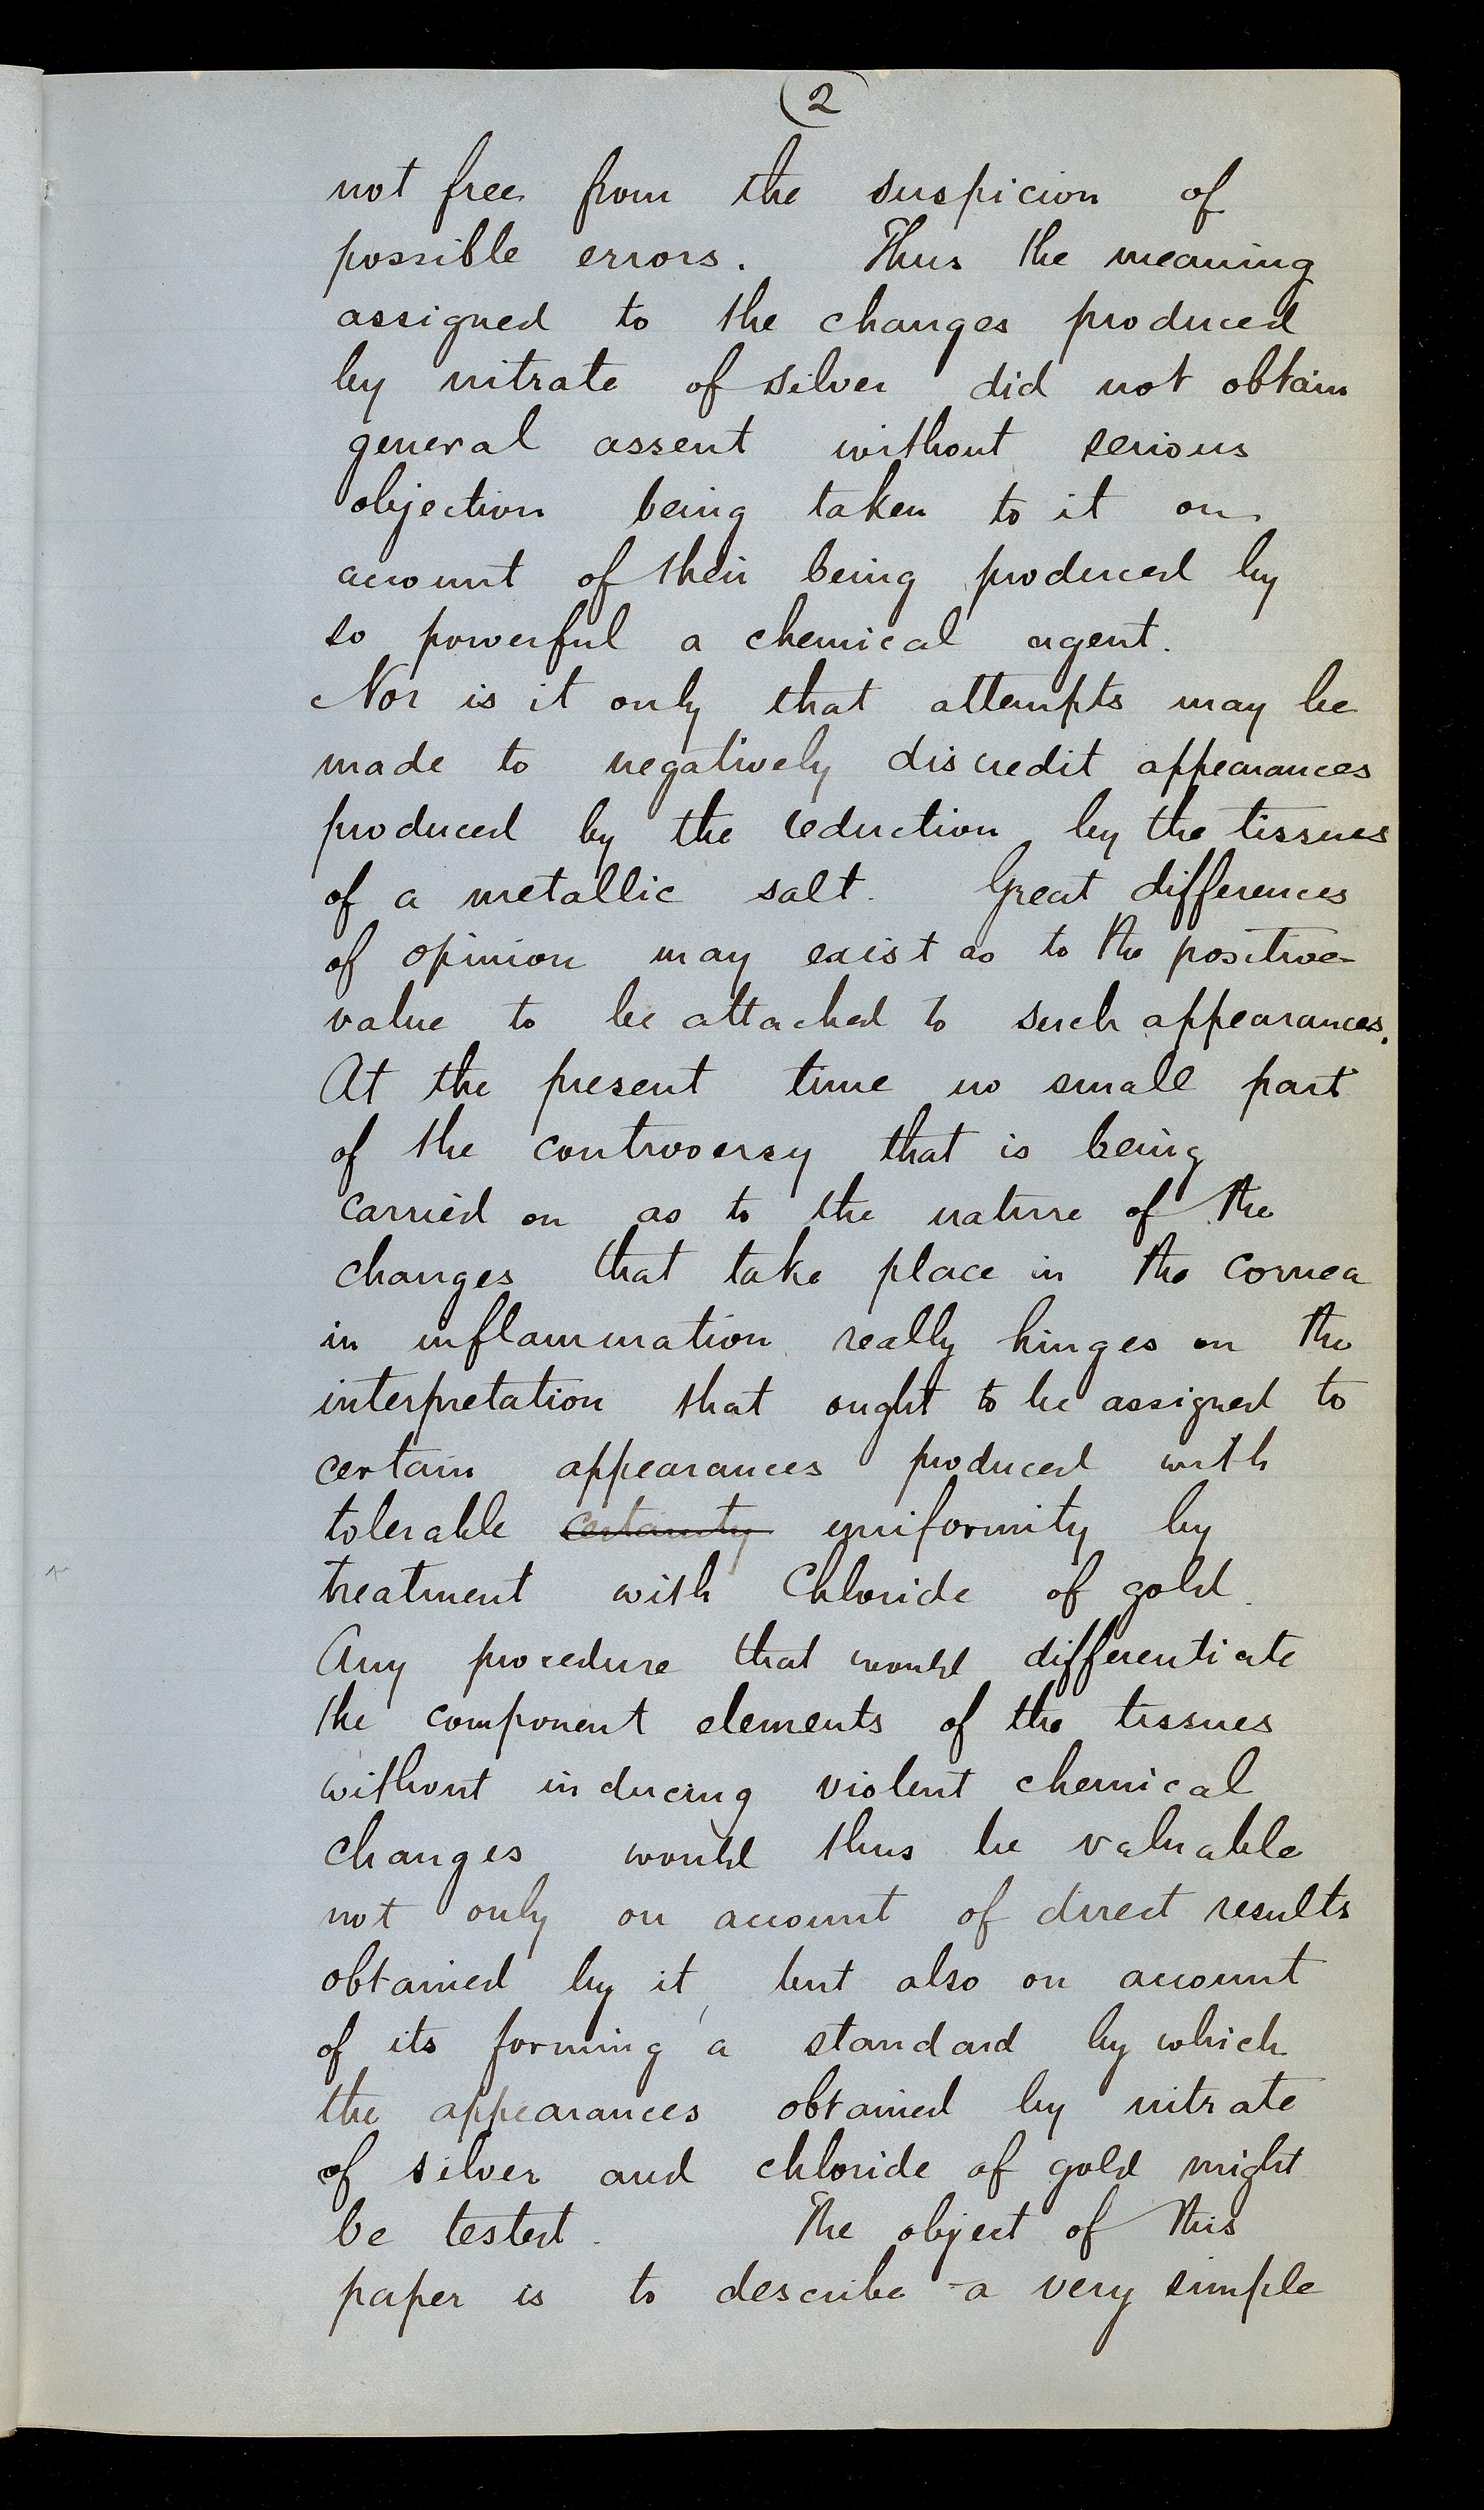 2
not free from the suspicion of
possible errors. Thus the meaning
assigned to the changes produced
by nitrate of silver did not obtain
general assent without serious
objection being taken to it on
account of their being produced by
so powerful a chemical agent.
Nor is it only that attempts may be
made to negatively discredit appearances
produced by the reduction by the tissues
of a metallic salt. Great differences
of opinion may exist as to the positive
value to be attached to such appearances.
At the present time no small part
of the controversy that is being
carried on as to the nature of the
changes that take place in the cornea
in inflammation really hinges on the
interpretation that ought to be assigned to
certain appearances produced with
tolerable certainty uniformity by
treatment with Chloride of gold.
Any procedure that would differentiate
the component elements of the tissues
without inducing violent chemical
changes would thus be valuable
not only on account of direct results
obtained by it, but also on account
of its forming a standard by which
the appearances obtained by nitrate
of silver and chloride of gold might
be tested. The object of this
paper is to describe a very simple